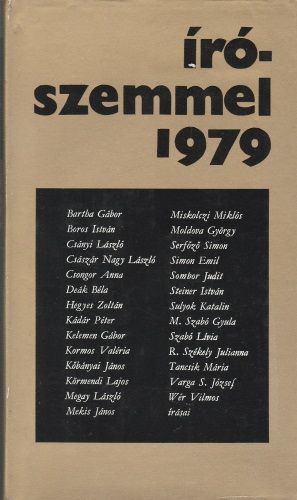 író-
szemmel
1979
Bartha Gábor
Boros István
Csányi László
Császár Nagy László
Csongor Anna
Deák Béla
Hegyes Zoltán
Kádár Péter
Kelemen Gábor
Kormos Valéria
Kőbányai János
Körmendi Lajos
Megay László
Mekis János
Miskolczi Miklós
Moldova György
Serfőző Simon
Simon Emil
Sombor Judit
Steiner István
Sulyok Katalin
M. Szabó Gyula
Szabó Lívia
R. Székely Julianna
Tancsik Mária
Varga S. József
Wér Vilmos
írásai